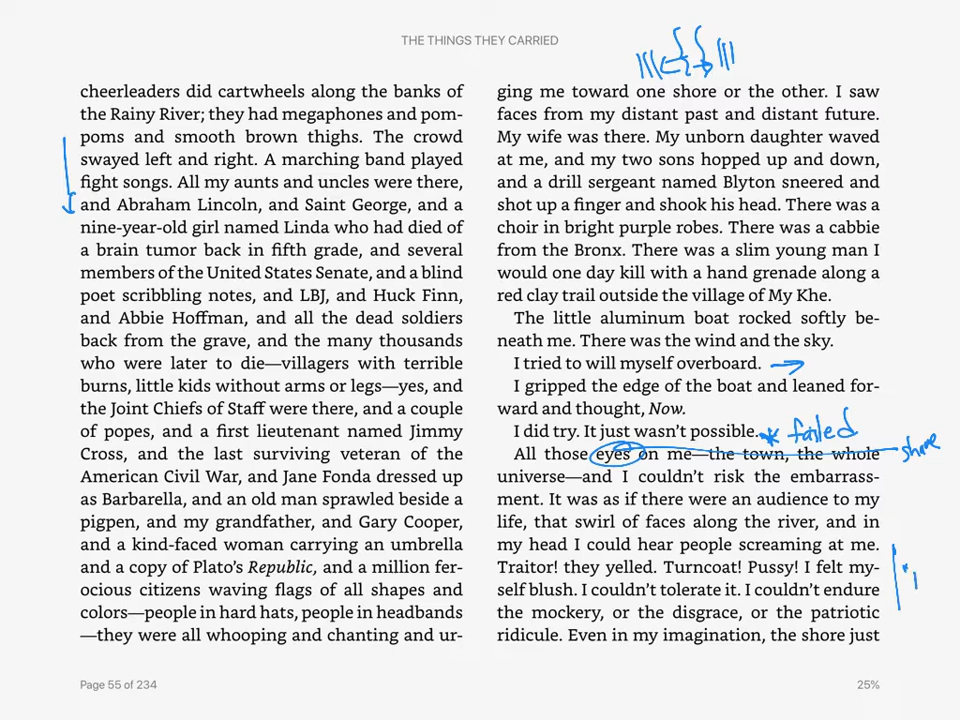 THE THINGS THEY CARRIED
cheerleaders did cartwheels along the banks of
the Rainy River; they had megaphones and pom-
poms and smooth brown thighs. The crowd
swayed left and right. A marching band played
fight songs. All my aunts and uncles were there,
and Abraham Lincoln, and Saint George, and a
nine-year-old girl named Linda who had died of
a brain tumor back in fifth grade, and several
members of the United States Senate, and a blind
poet scribbling notes, and LBJ, and Huck Finn,
and Abbie Hoffman, and all the dead soldiers
back from the grave, and the many thousands
who were later to die—villagers with terrible
burns, little kids without arms or legs—yes, and
the Joint Chiefs of Staff were there, and a couple
of popes, and a first lieutenant named Jimmy
Cross, and the last surviving veteran of the
American Civil War, and Jane Fonda dressed up
as Barbarella, and an old man sprawled beside a
pigpen, and my grandfather, and Gary Cooper,
and a kind-faced woman carrying an umbrella
and a copy of Plato's Republic, and a million fer-
ocious citizens waving flags of all shapes and
colors—people in hard hats, people in headbands
—they were all whooping and chanting and ur-
ging me toward one shore or the other. I saw
faces from my distant past and distant future.
My wife was there. My unborn daughter waved
at me, and my two sons hopped up and down,
and a drill sergeant named Blyton sneered and
shot up a finger and shook his head. There was a
choir in bright purple robes. There was a cabbie
from the Bronx. There was a slim young man I
would one day kill with a hand grenade along a
red clay trail outside the village of My Khe.
The little aluminum boat rocked softly be-
neath me. There was the wind and the sky.
I tried to will myself overboard.
I gripped the edge of the boat and leaned for-
ward and thought, Now.
I did try. It just wasn't possible. * failed
All those eyes on me—the town, the whole
universe—and I couldn't risk the embarrass-
ment. It was as if there were an audience to my
life, that swirl of faces along the river, and in
my head I could hear people screaming at me.
Traitor! they yelled. Turncoat! Pussy! I felt my-
self blush. I couldn't tolerate it. I couldn't endure
the mockery, or the disgrace, or the patriotic
ridicule. Even in my imagination, the shore just
Page 55 of 234
25%